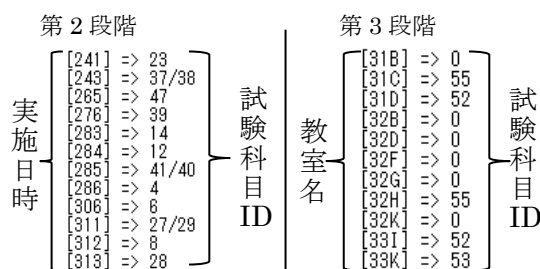 第2段階
実施日時
[241] => 23
[243] => 37/38
[265] => 47
[276] => 39
[283] => 14
[284] => 12
[285] => 41/40
[286] => 4
[306] => 6
[311] => 27/29
[312] => 8
[313] => 28
試験科目ID
第3段階
教室名
[31B] => 0
[31C] => 55
[31D] => 52
[32B] => 0
[32D] => 0
[32F] => 0
[32G] => 0
[32H] => 55
[32K] => 0
[33I] => 52
[33K] => 53
試験科目ID